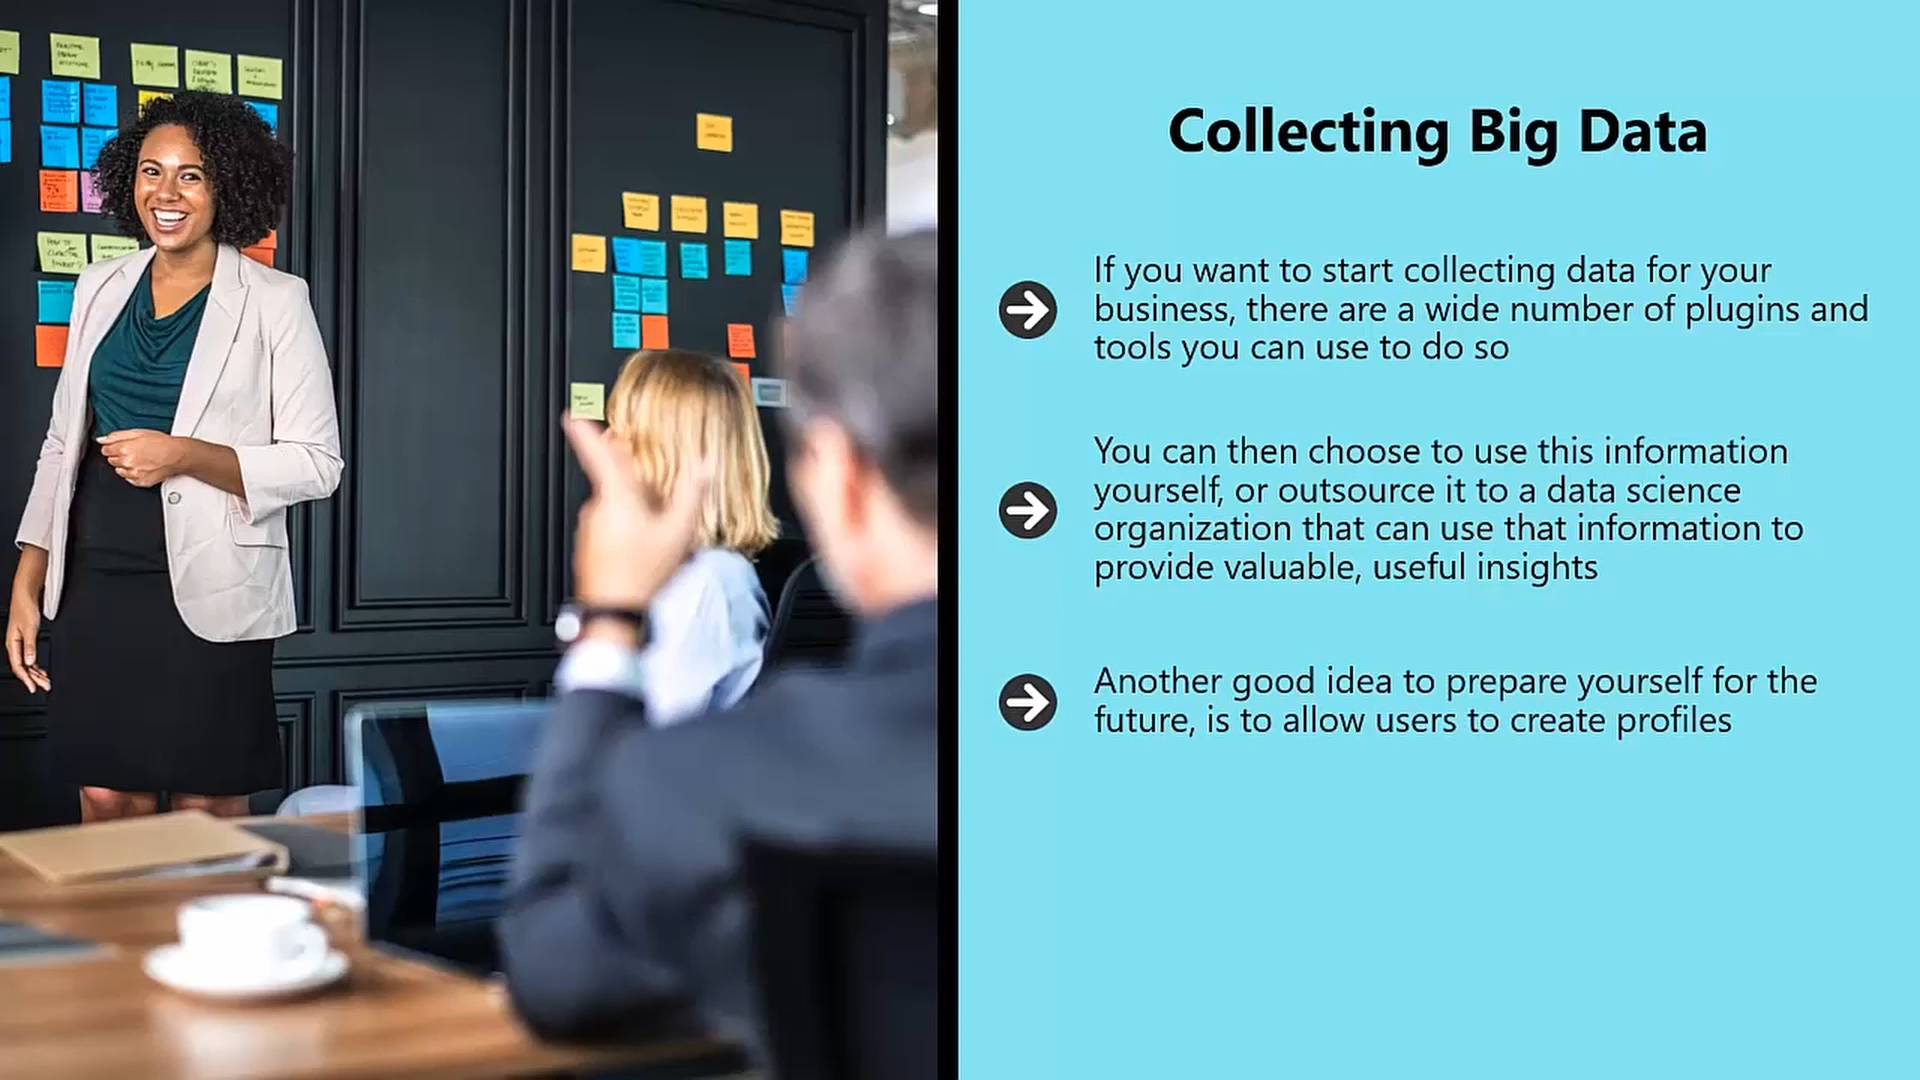 Collecting Big Data
If you want to start collecting data for your
business, there are a wide number of plugins and
tools you can use to do so
You can then choose to use this information
yourself, or outsource it to a data science
organization that can use that information to
provide valuable, useful insights
Another good idea to prepare yourself for the
future, is to allow users to create profiles